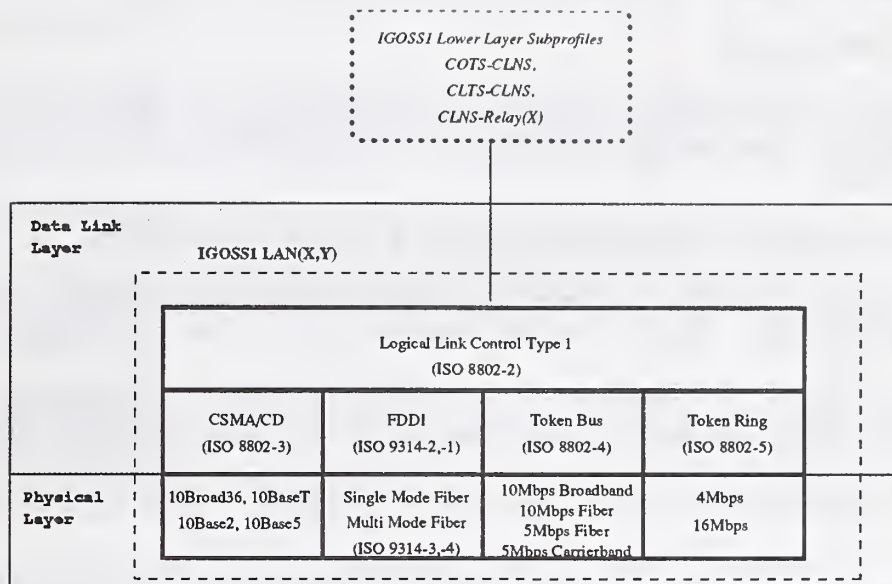 IGOSS1 Lower Layer Subprofiles
COTS-CLNS,
CLTS-CLNS,
CLNS-Relay(X)
Data Link
Layer
IGOSS1 LAN(X,Y)
Logical Link Control Type 1
(ISO 8802-2)
CSMA/CD
(ISO 8802-3)
FDDI
(ISO 9314-2,-1)
Token Bus
(ISO 8802-4)
Token Ring
(ISO 8802-5)
Physical
Layer
10Broad36, 10BaseT
10Base2, 10Base5
Single Mode Fiber
Multi Mode Fiber
(ISO 9314-3,-4)
10Mbps Broadband
10Mbps Fiber
5Mbps Fiber
5Mbps Carrierband
4Mbps
16Mbps